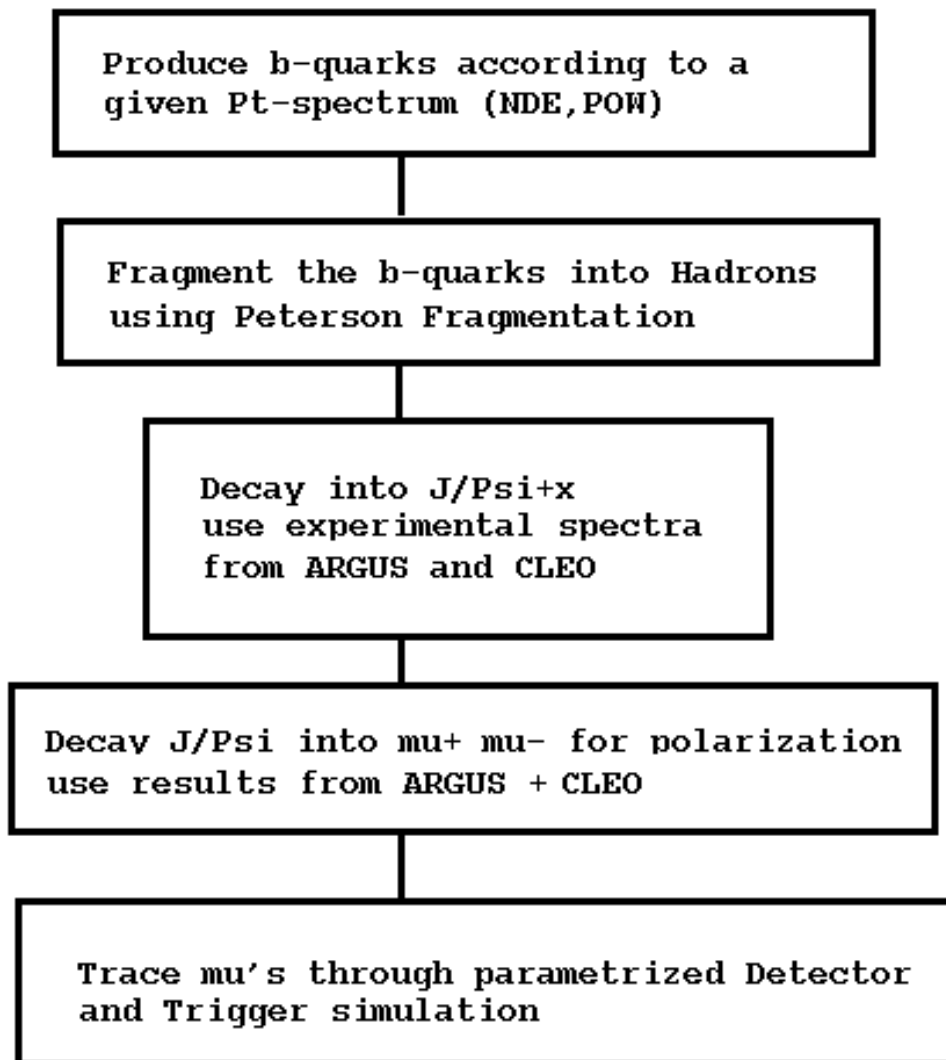 Produce b-quarks according to a
given Pt-spectrum (NDE,POW)
Fragment the b-quarks into Hadrons
using Peterson Fragmentation
Decay into J/Psi+x
use experimental spectra
from ARGUS and CLEO
Decay J/Psi into mu+ mu- for polarization
use results from ARGUS + CLEO
Trace mu's through parametrized Detector
and Trigger simulation